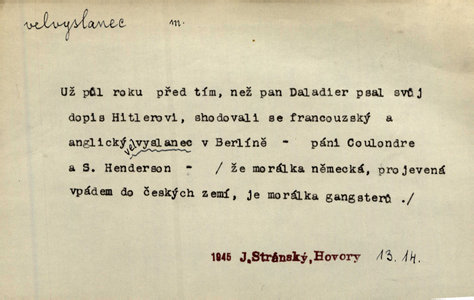 velvyslanec m.
Už půl roku před tím, než pan Daladier psal svůj
dopis Hitlerovi, shodovali se francouzský a
anglický velvyslanec v Berlíně - páni Coulondre
a S. Henderson - / že morálka německá, projevená
vpádem do českých zemí, je morálka gangsterů ./
1945 J.Stránský, Hovory 13.14.